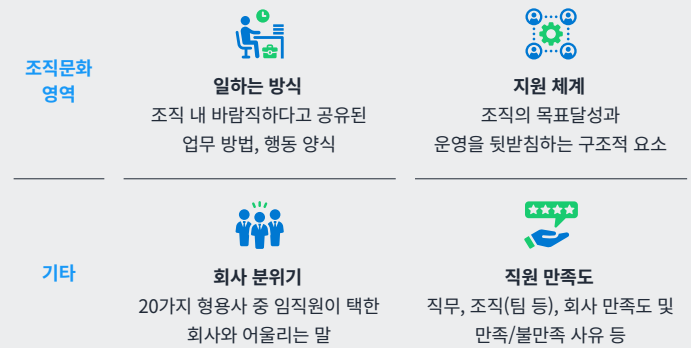 조직문화
영역
일하는 방식
조직 내 바람직하다고 공유된
업무 방법, 행동 양식
지원 체계
조직의 목표달성과
운영을 뒷받침하는 구조적 요소
기타
회사 분위기
20가지 형용사 중 임직원이 택한
회사와 어울리는 말
직원 만족도
직무, 조직(팀 등), 회사 만족도 및
만족/불만족 사유 등